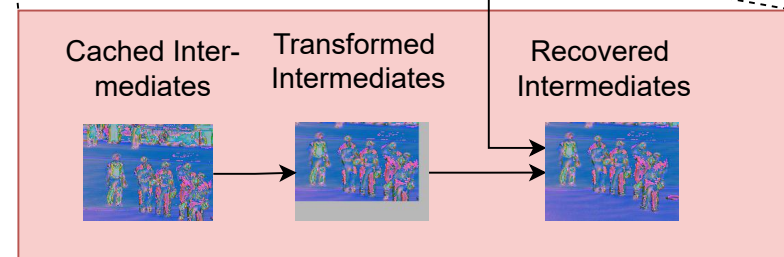 Cached Inter-
mediates
Transformed
Intermediates
Recovered
Intermediates